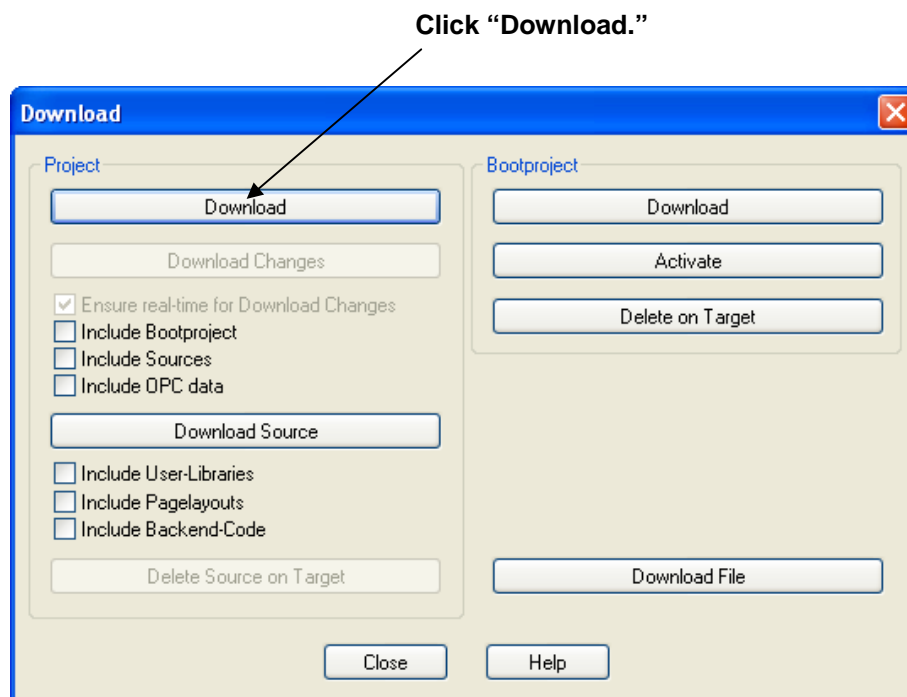 Click “Download.”
Download
Project
Download
Download Changes
Ensure real-time for Download Changes
Include Bootproject
Include Sources
Include OPC data
Download Source
Include User-Libraries
Include Pagelayouts
Include Backend-Code
Delete Source on Target
Bootproject
Download
Activate
Delete on Target
Download File
Close
Help